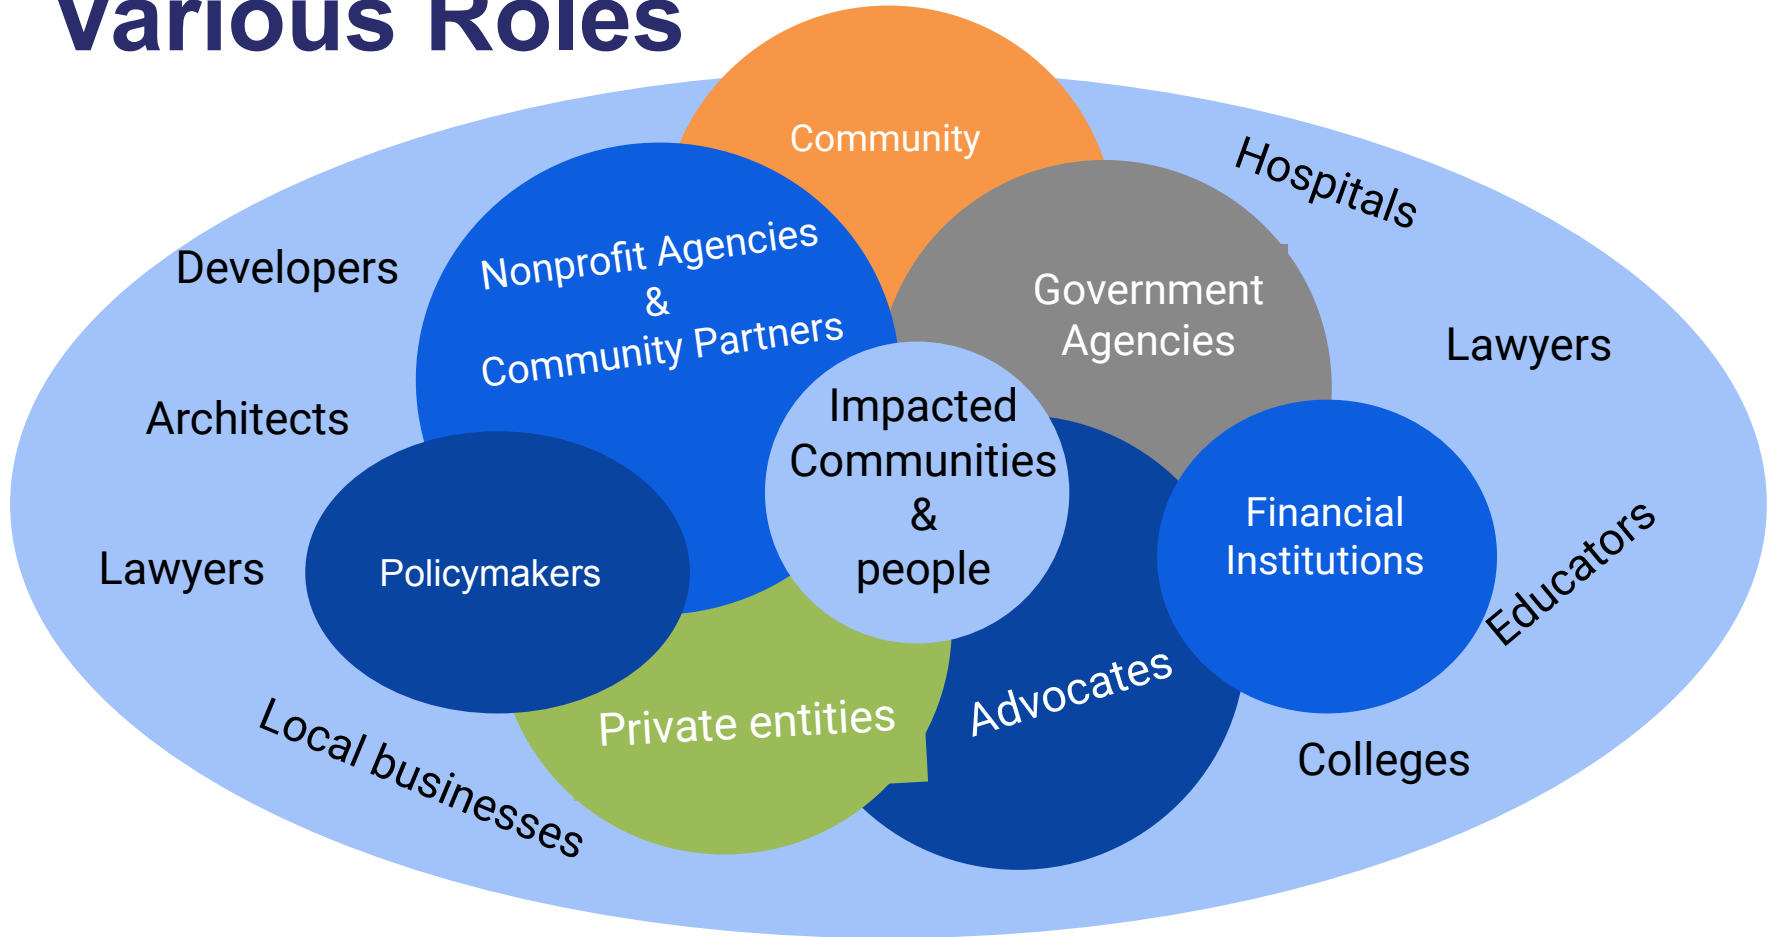 Various Roles
Community
Hospitals
Developers
Nonprofit Agencies
&
Community Partners
Government
Agencies
Lawyers
Architects
Impacted
Communities
&
people
Financial
Institutions
Educators
Lawyers
Policymakers
Advocates
Private entities
Local businesses
Colleges